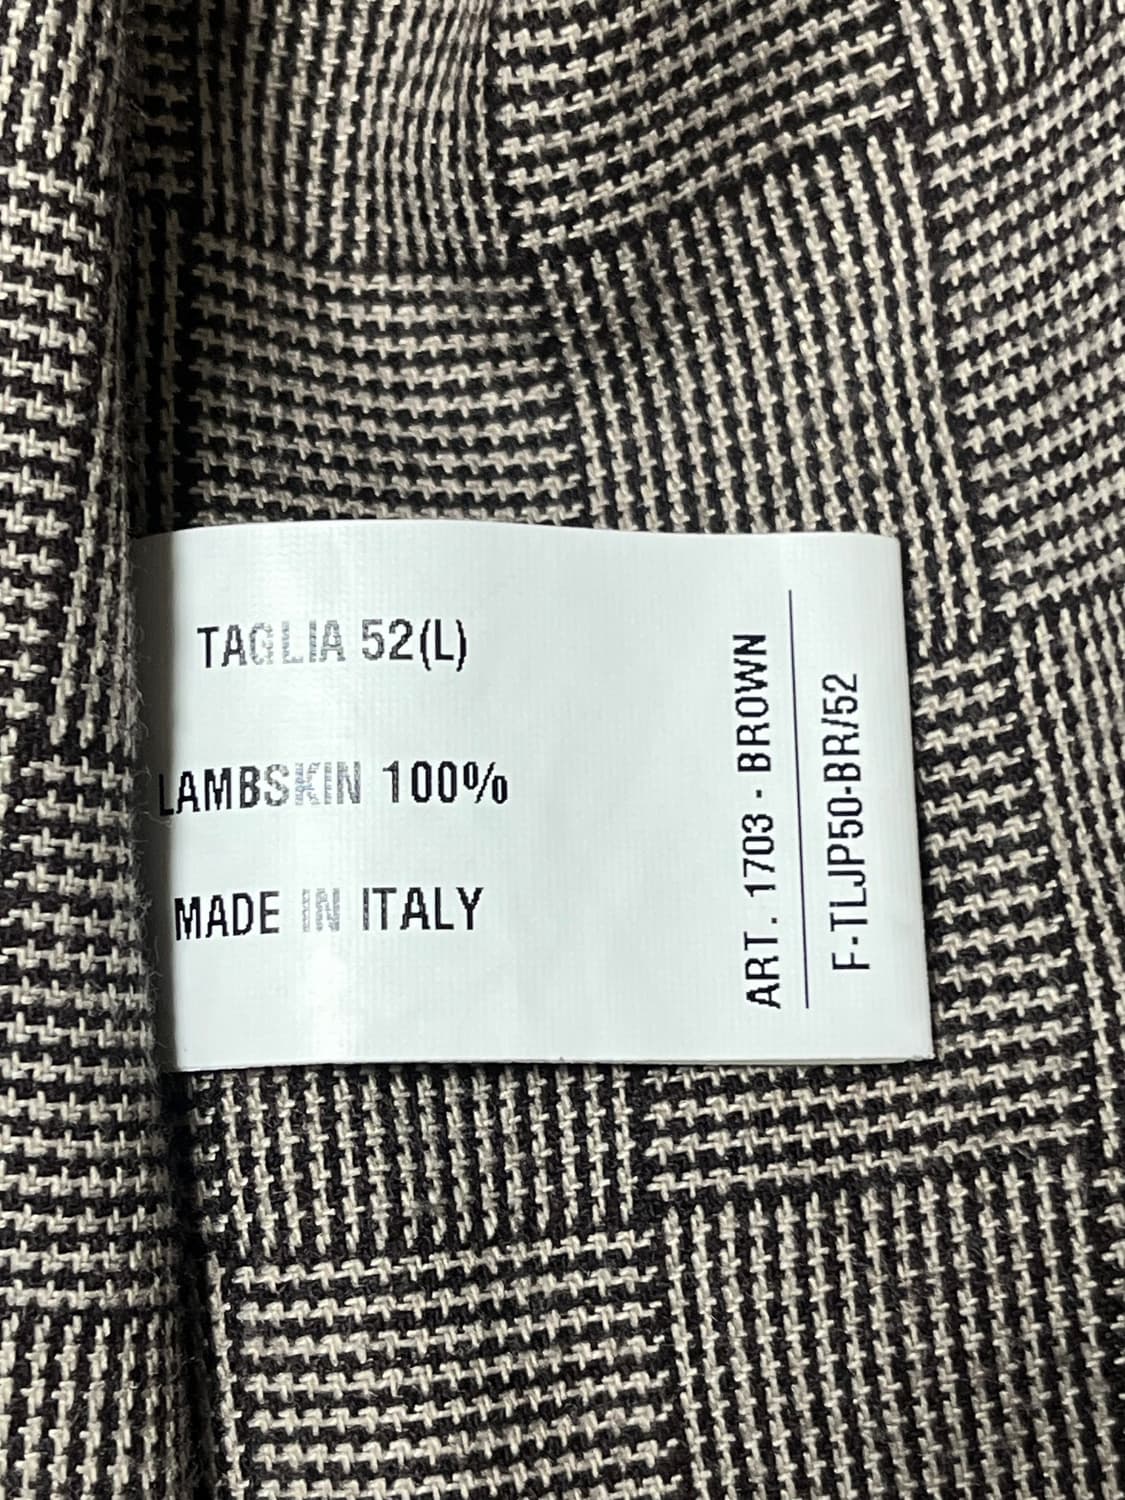 TAGLIA 52(L)
LAMBSKIN 100%
MADE IN ITALY
ART. 1703 - BROWN
F-TLJP50-BR/52